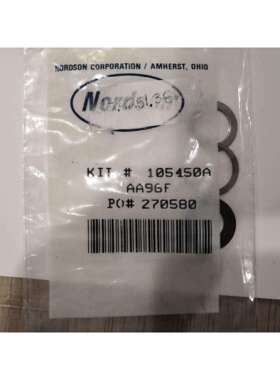 NORDSON CORPORATION / AMHERST, OHIO
Nordson
KIT # 105450A
AA96F
PO# 270580